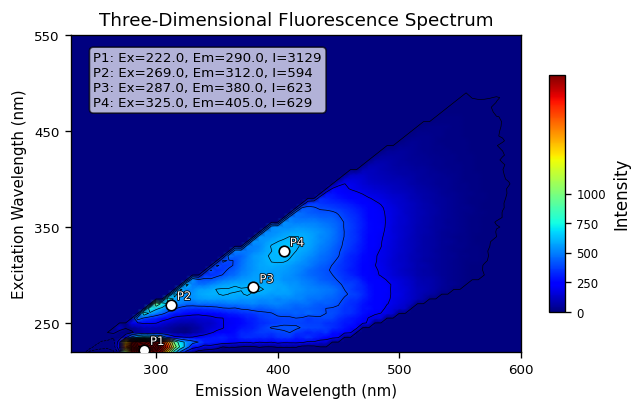 Three-Dimensional Fluorescence Spectrum
550
450
350
250
Excitation Wavelength (nm)
P1: Ex=222.0, Em=290.0, I=3129
P2: Ex=269.0, Em=312.0, I=594
P3: Ex=287.0, Em=380.0, I=623
P4: Ex=325.0, Em=405.0, I=629
P4
P3
P2
P1
300
400
500
600
Emission Wavelength (nm)
1000
750
500
250
0
Intensity